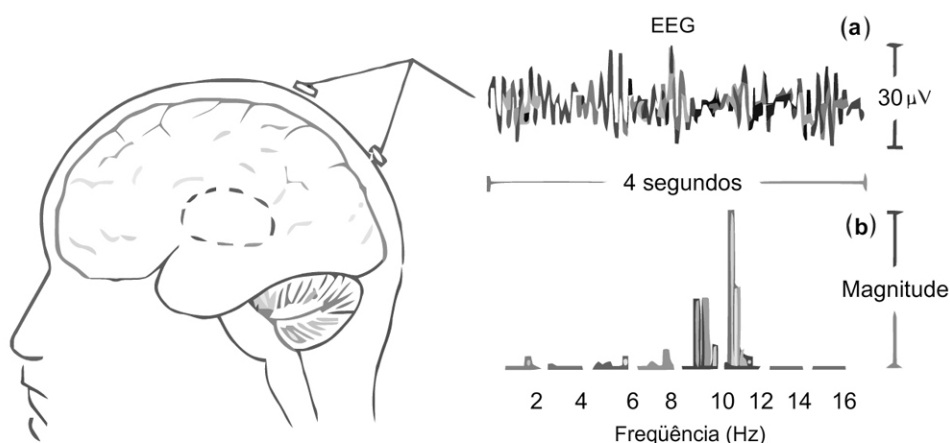 EEG
(a)
30 μV
4 segundos
(b)
Magnitude
2 4 6 8 10 12 14 16
Freqüência (Hz)